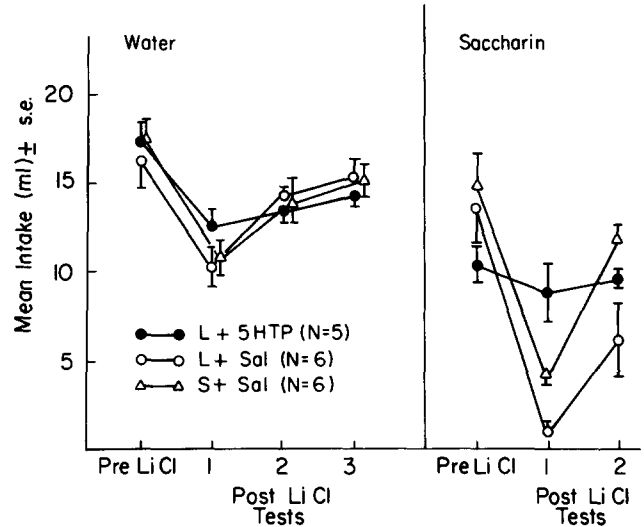 Water
Saccharin
Mean Intake (ml)± s.e.
20
15
10
5
L + 5HTP (N=5)
L + Sal (N=6)
S + Sal (N=6)
Pre Li Cl 1 2 3
Post Li Cl
Tests
Pre Li Cl 1 2
Post Li Cl
Tests